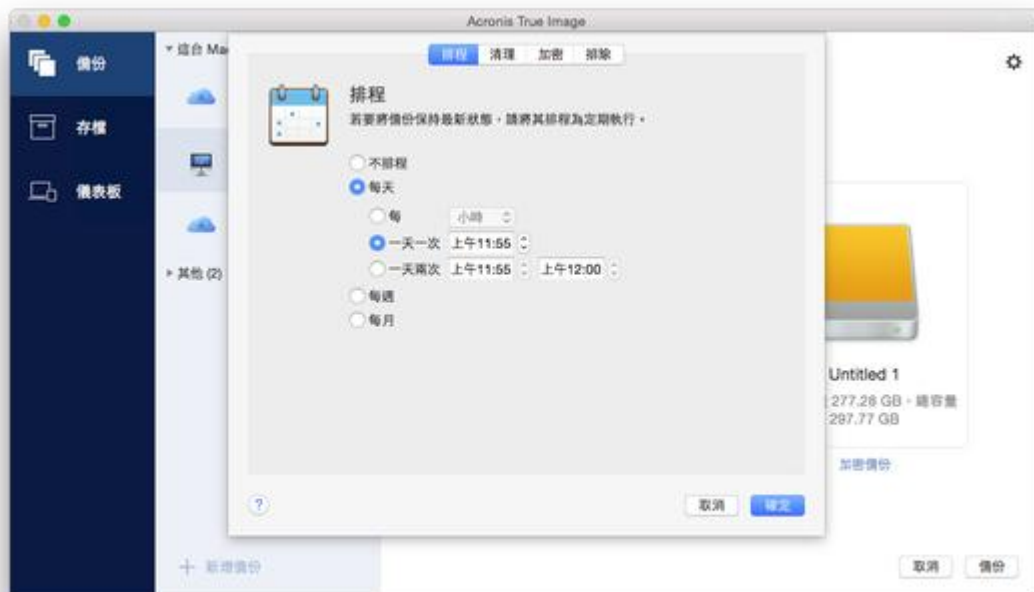 Acronis True Image
備份
存檔
儀表板
這台 Mac
其他 (2)
新增備份
排程 清理 加密 排除
排程
若要將備份保持最新狀態，請將其排程為定期執行。
不排程
每天
每 小時
一天一次 上午11:55
一天兩次 上午11:55 上午12:00
每週
每月
?
取消 確定
Untitled 1
277.28 GB，總容量
297.77 GB
加密備份
取消 備份